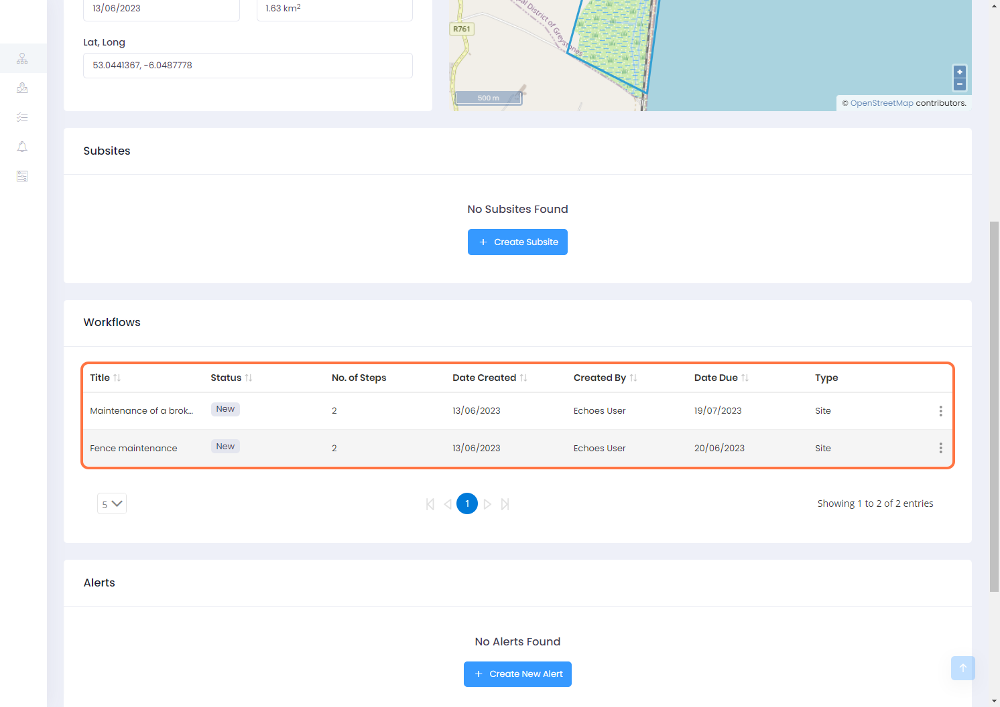 13/06/2023
1.63 km²
Lat, Long
53.0441367, -6.0487778
R761
pal District of Greystones
500 m
+
−
© OpenStreetMap contributors.
Subsites
No Subsites Found
+ Create Subsite
Workflows
Title Status No. of Steps Date Created Created By Date Due Type
Maintenance of a brok... New 2 13/06/2023 Echoes User 19/07/2023 Site
Fence maintenance New 2 13/06/2023 Echoes User 20/06/2023 Site
5 1 Showing 1 to 2 of 2 entries
Alerts
No Alerts Found
+ Create New Alert